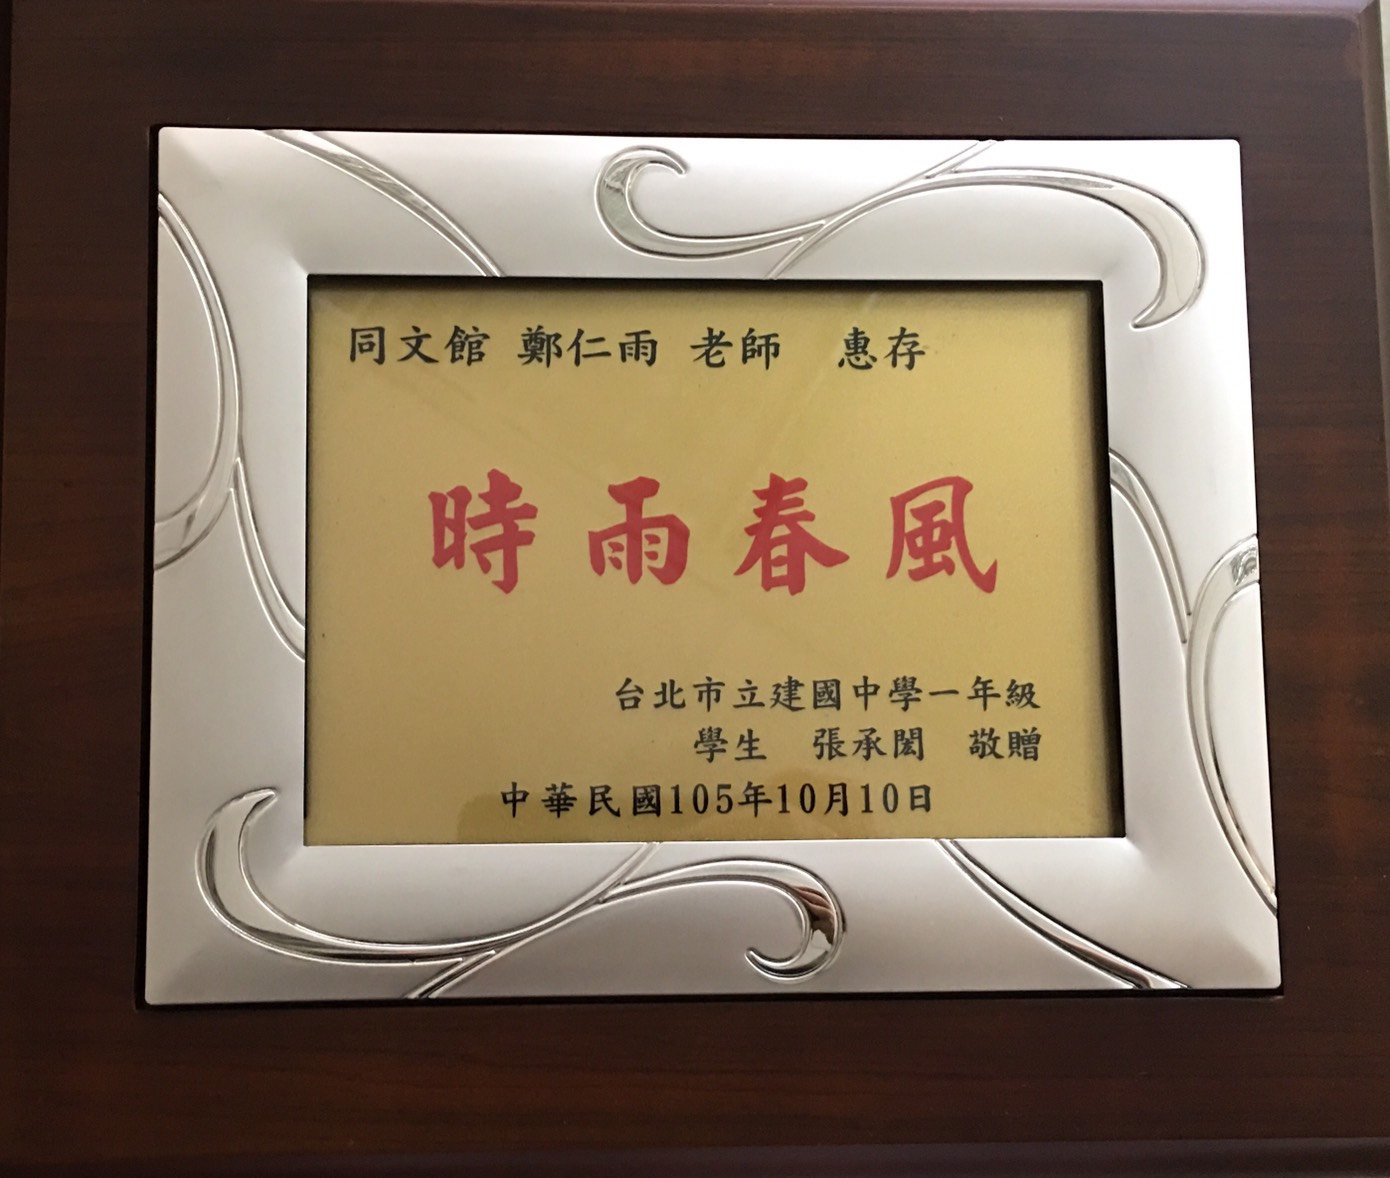 同文館 鄭仁雨 老師 惠存
時雨春風
台北市立建國中學一年級
學生 張承閎 敬贈
中華民國105年10月10日